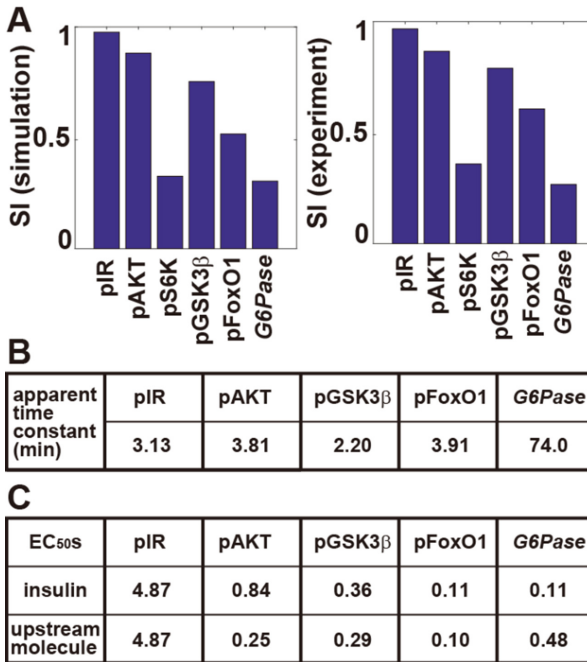 A
SI (simulation)
1
0.5
0
pIR
pAKT
pS6K
pGSK3β
pFoxO1
G6Pase
SI (experiment)
1
0.5
0
pIR
pAKT
pS6K
pGSK3β
pFoxO1
G6Pase
B
apparent time constant (min) pIR pAKT pGSK3β pFoxO1 G6Pase
3.13 3.81 2.20 3.91 74.0
C
EC50s pIR pAKT pGSK3β pFoxO1 G6Pase
insulin 4.87 0.84 0.36 0.11 0.11
upstream molecule 4.87 0.25 0.29 0.10 0.48